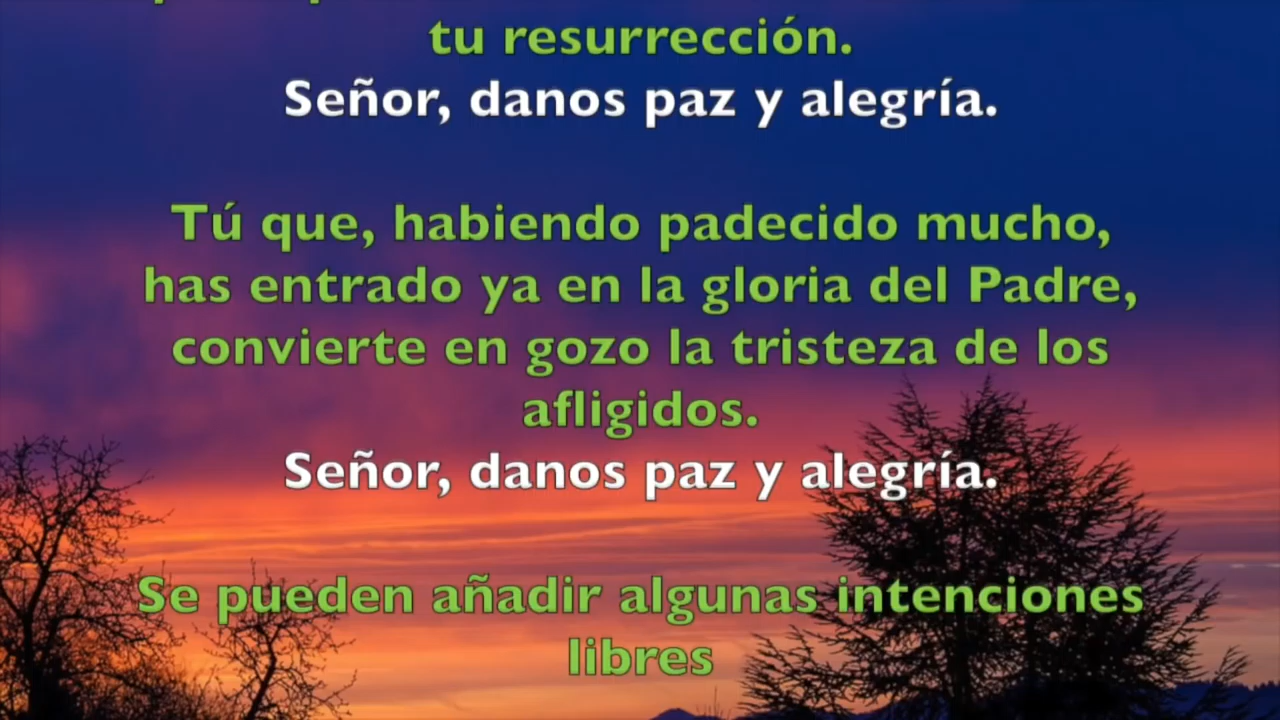 tu resurrección.
Señor, danos paz y alegría.
Tú que, habiendo padecido mucho,
has entrado ya en la gloria del Padre,
convierte en gozo la tristeza de los
afligidos.
Señor, danos paz y alegría.
Se pueden añadir algunas intenciones
libres